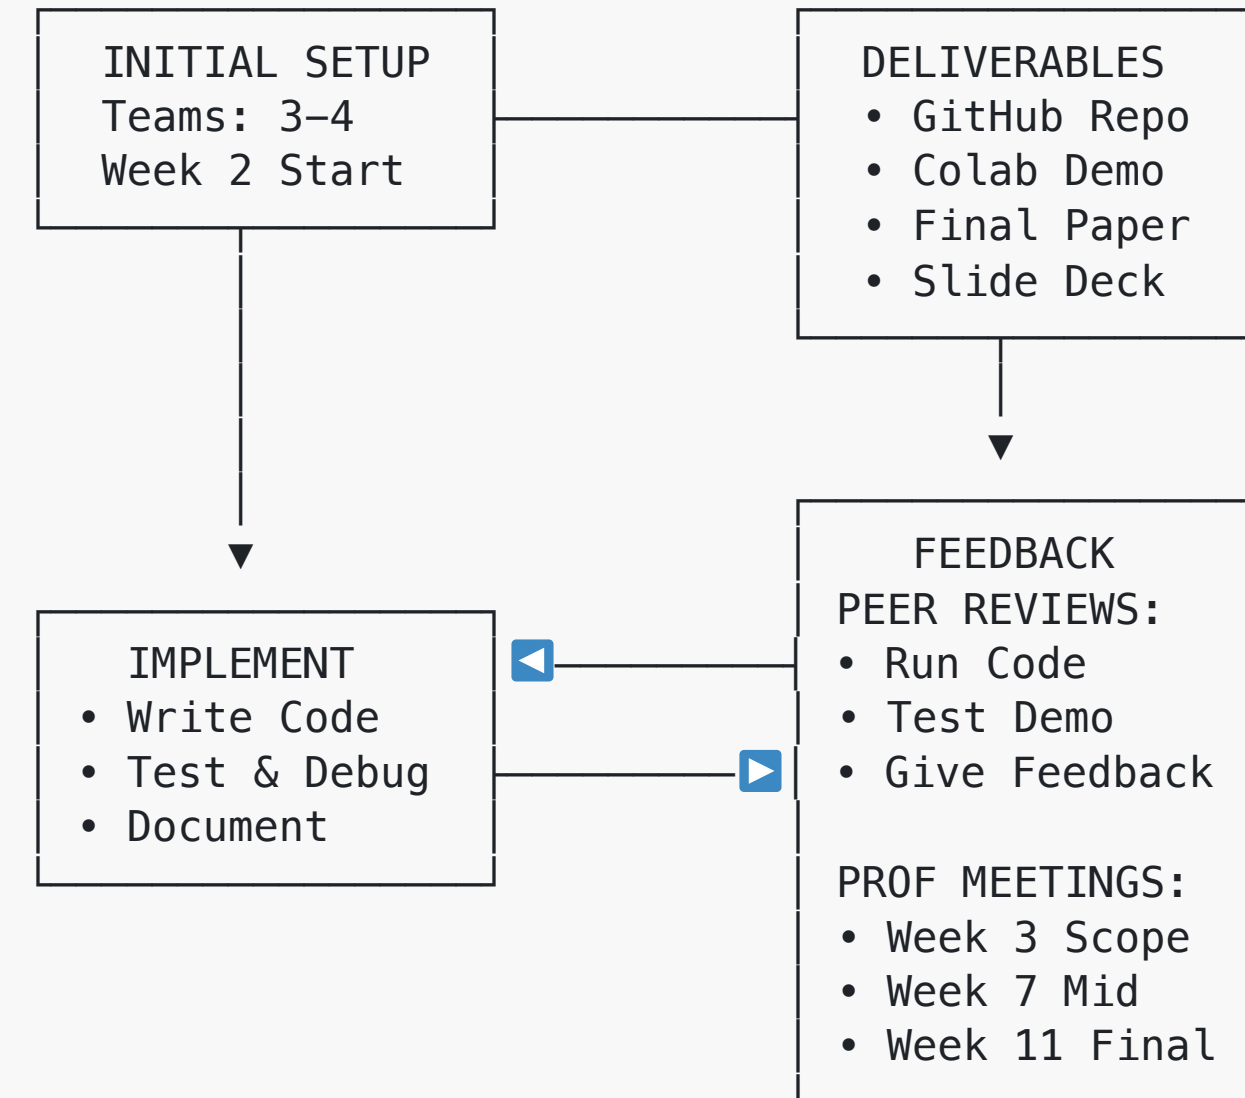 INITIAL SETUP
Teams: 3–4
Week 2 Start
DELIVERABLES
• GitHub Repo
• Colab Demo
• Final Paper
• Slide Deck
IMPLEMENT
• Write Code
• Test & Debug
• Document
FEEDBACK
PEER REVIEWS:
• Run Code
• Test Demo
• Give Feedback
PROF MEETINGS:
• Week 3 Scope
• Week 7 Mid
• Week 11 Final